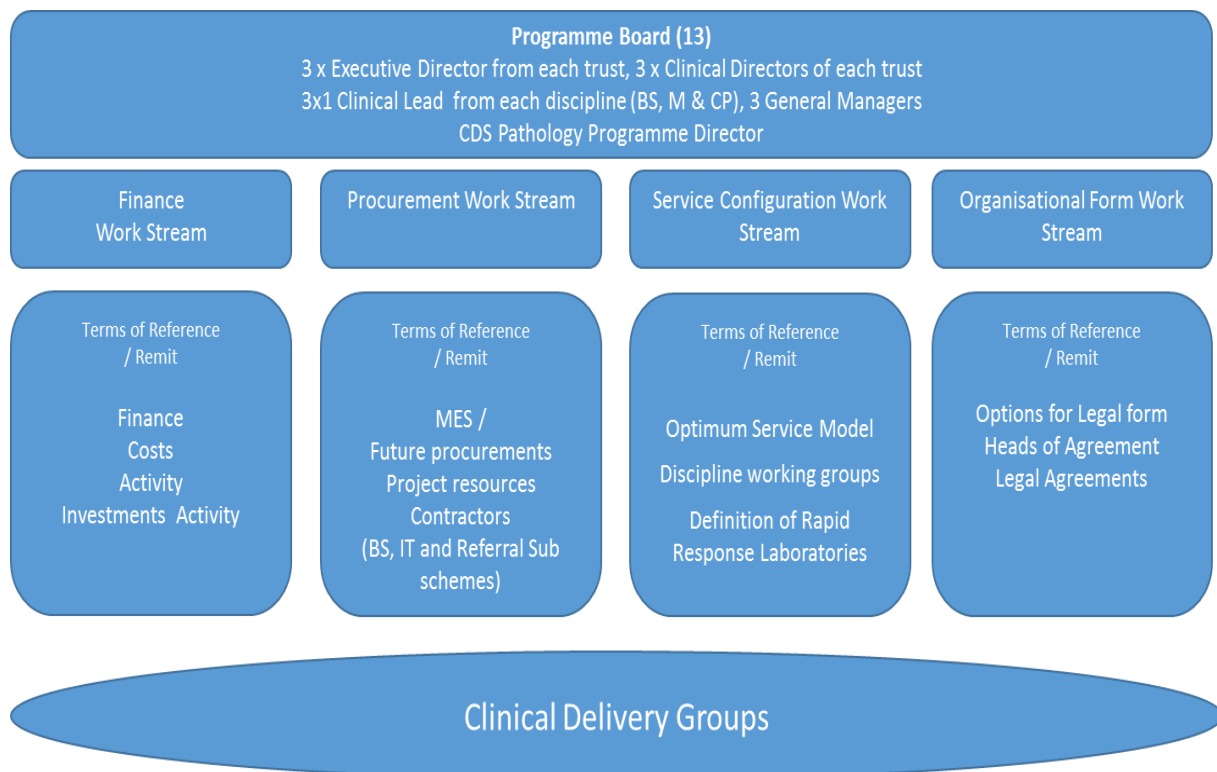 Programme Board (13)
3 x Executive Director from each trust, 3 x Clinical Directors of each trust
3x1 Clinical Lead from each discipline (BS, M & CP), 3 General Managers
CDS Pathology Programme Director
Finance
Work Stream
Procurement Work Stream
Service Configuration Work
Stream
Organisational Form Work
Stream
Terms of Reference
/ Remit
Finance
Costs
Activity
Investments Activity
Terms of Reference
/ Remit
MES /
Future procurements
Project resources
Contractors
(BS, IT and Referral Sub
schemes)
Terms of Reference
/ Remit
Optimum Service Model
Discipline working groups
Definition of Rapid
Response Laboratories
Terms of Reference
/ Remit
Options for Legal form
Heads of Agreement
Legal Agreements
Clinical Delivery Groups